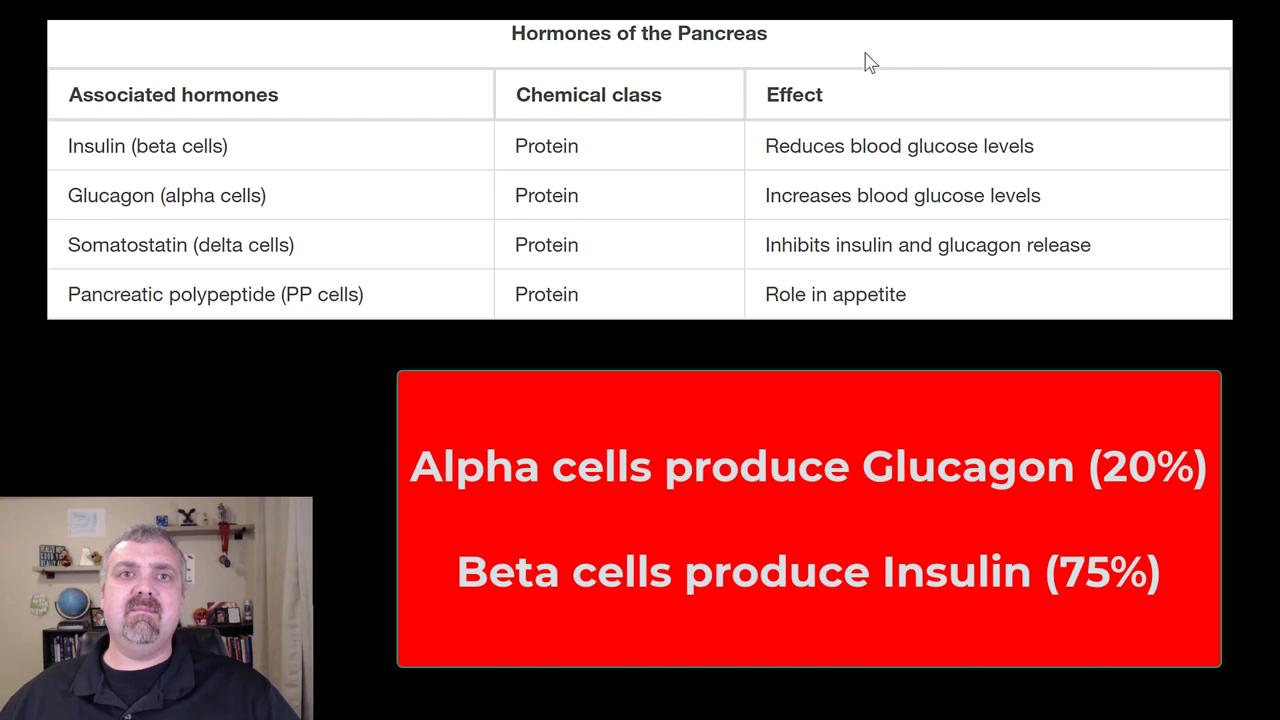 Hormones of the Pancreas
Associated hormones Chemical class Effect
Insulin (beta cells) Protein Reduces blood glucose levels
Glucagon (alpha cells) Protein Increases blood glucose levels
Somatostatin (delta cells) Protein Inhibits insulin and glucagon release
Pancreatic polypeptide (PP cells) Protein Role in appetite
Alpha cells produce Glucagon (20%)
Beta cells produce Insulin (75%)